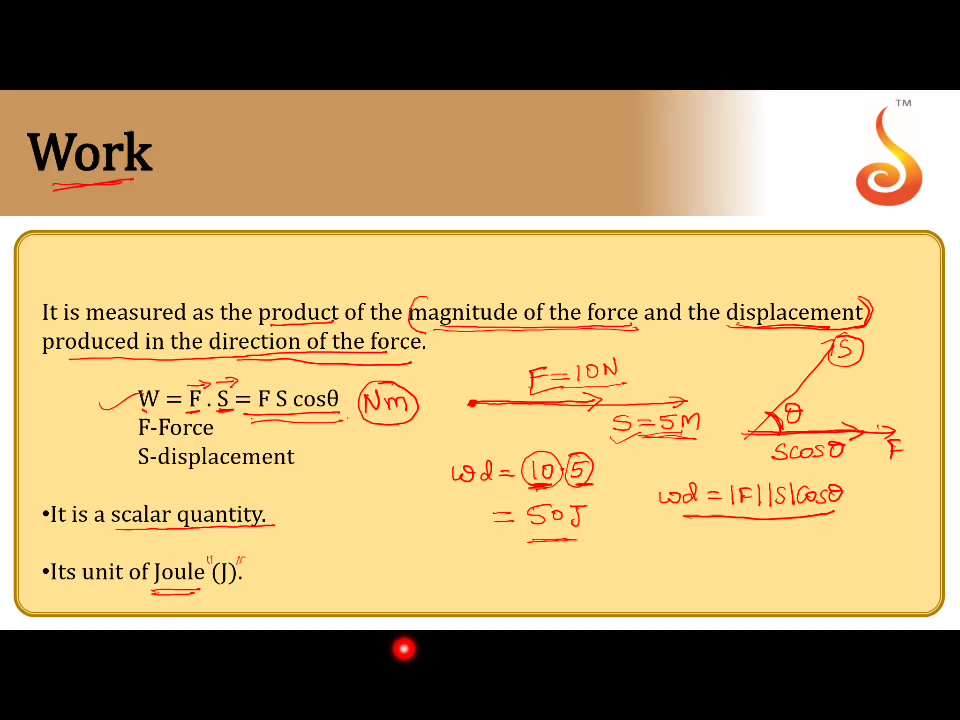 TM
Work
It is measured as the product of the magnitude of the force and the displacement
produced in the direction of the force.
W = F . S = F S cosθ
Nm
F-Force
S-displacement
•It is a scalar quantity.
•Its unit of Joule (J).
F=10N
S=5M
wd = 10·5
= 50J
S
θ
Scosθ
F
wd = |F||S|cosθ